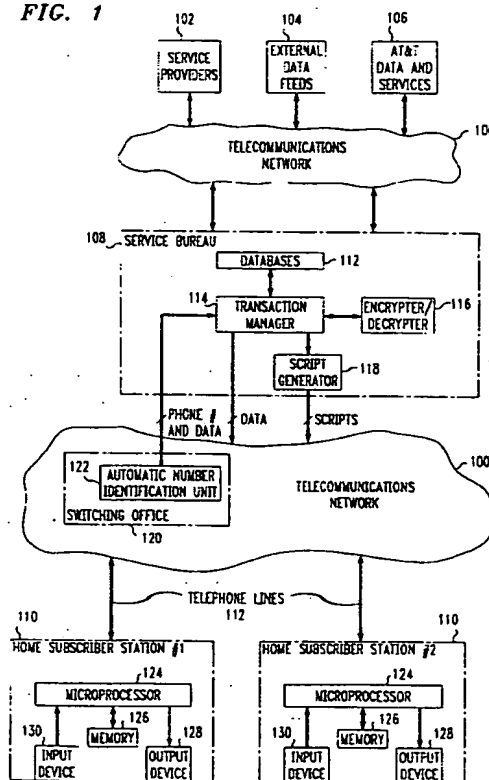 FIG. 1
102
104
106
SERVICE
PROVIDERS
EXTERNAL
DATA
FEEDS
AT&T
DATA AND
SERVICES
TELECOMMUNICATIONS
NETWORK
108
SERVICE BUREAU
DATABASES
112
114
TRANSACTION
MANAGER
ENCRYPTER/
DECRYPTER
116
SCRIPT
GENERATOR
118
PHONE #
AND DATA
DATA
SCRIPTS
122
AUTOMATIC NUMBER
IDENTIFICATION UNIT
SWITCHING OFFICE
120
TELECOMMUNICATIONS
NETWORK
100
TELEPHONE LINES
112
110
HOME SUBSCRIBER STATION #1
124
MICROPROCESSOR
126
MEMORY
128
130
INPUT
DEVICE
OUTPUT
DEVICE
110
HOME SUBSCRIBER STATION #2
124
MICROPROCESSOR
126
MEMORY
128
130
INPUT
DEVICE
OUTPUT
DEVICE